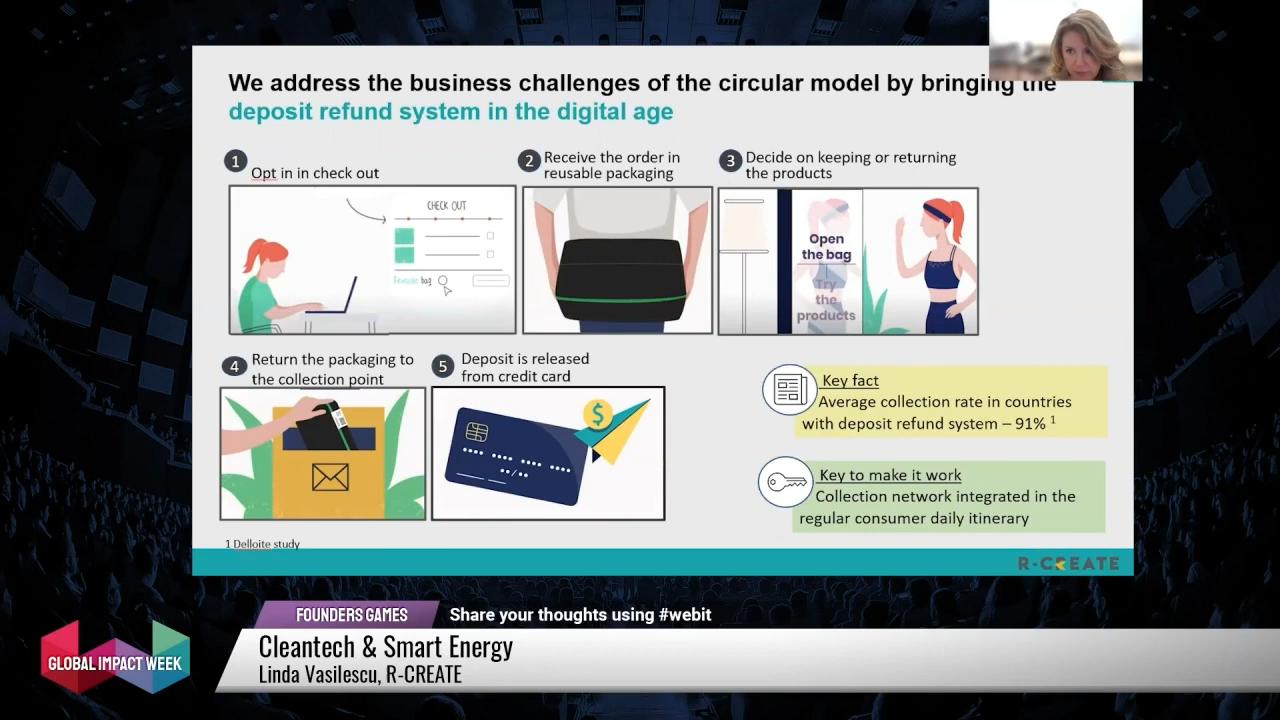 We address the business challenges of the circular model by bringing the
deposit refund system in the digital age
1
Opt in in check out
2
Receive the order in
reusable packaging
3
Decide on keeping or returning
the products
CHECK OUT
bag
Open
the bag
Try
the
products
4
Return the packaging to
the collection point
5
Deposit is released
from credit card
$
Key fact
Average collection rate in countries
with deposit refund system – 91% 1
Key to make it work
Collection network integrated in the
regular consumer daily itinerary
1 Delloite study
R-CREATE
FOUNDERS GAMES
Share your thoughts using #webit
GLOBAL IMPACT WEEK
Cleantech & Smart Energy
Linda Vasilescu, R-CREATE